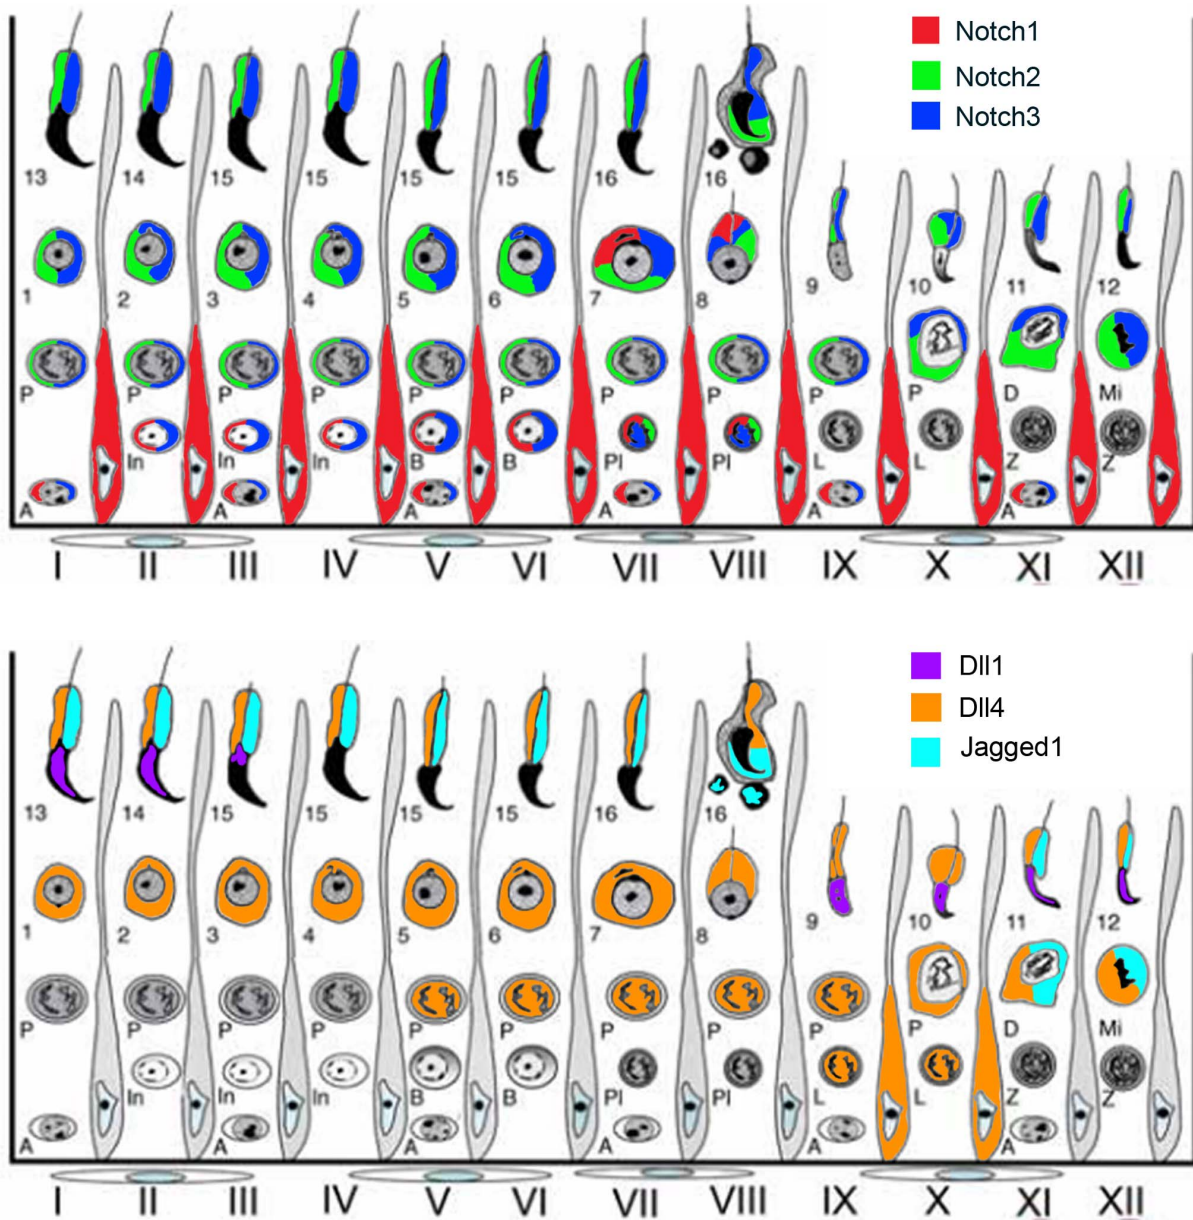 Notch1
Notch2
Notch3
13 14 15 15 15 15 16 16
1 2 3 4 5 6 7 8 9 10 11 12
P P P P P P P P P P D Mi
In In In B B Pl Pl L L Z Z
A A A A A A
I II III IV V VI VII VIII IX X XI XII
Dll1
Dll4
Jagged1
13 14 15 15 15 15 16 16
1 2 3 4 5 6 7 8 9 10 11 12
P P P P P P P P P P D Mi
In In In B B Pl Pl L L Z Z
A A A A A A
I II III IV V VI VII VIII IX X XI XII